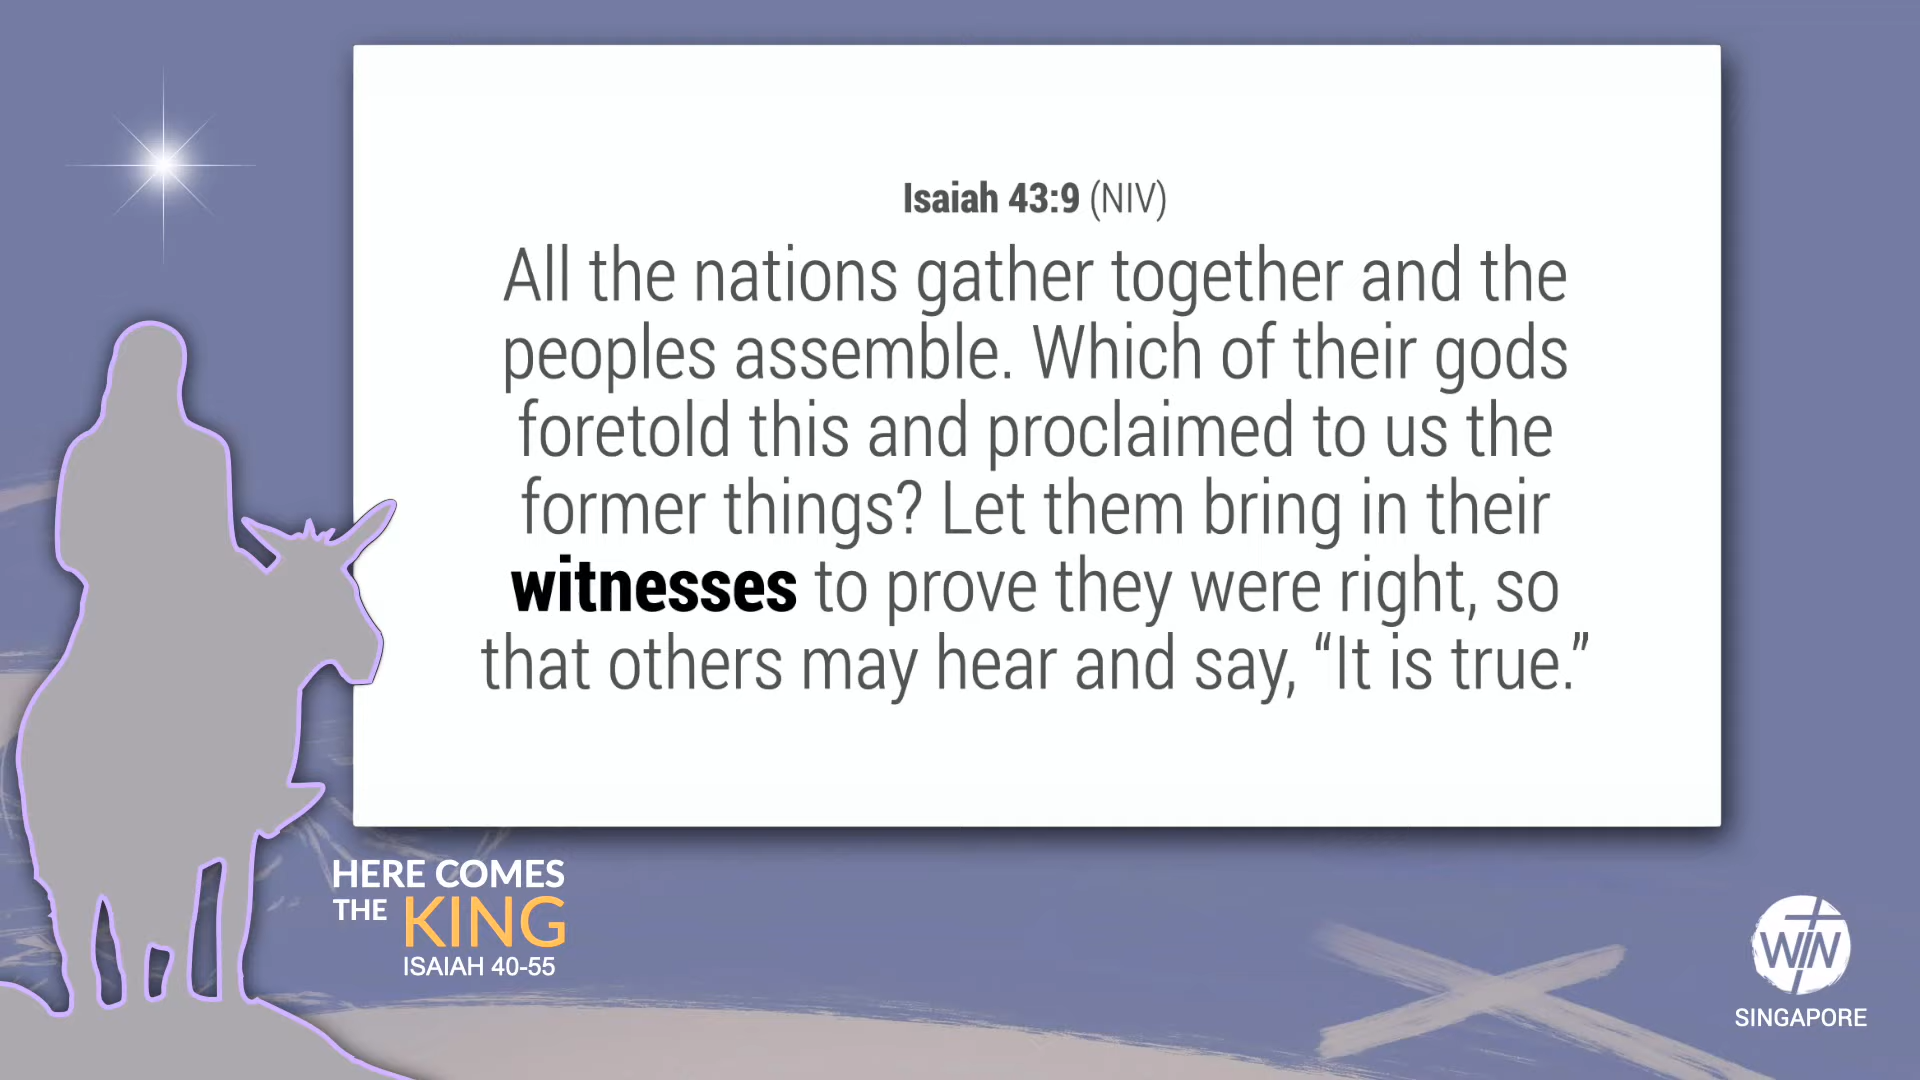 Isaiah 43:9 (NIV)
All the nations gather together and the
peoples assemble. Which of their gods
foretold this and proclaimed to us the
former things? Let them bring in their
witnesses to prove they were right, so
that others may hear and say, “It is true.”
HERE COMES
THE KING
ISAIAH 40-55
WIN
SINGAPORE